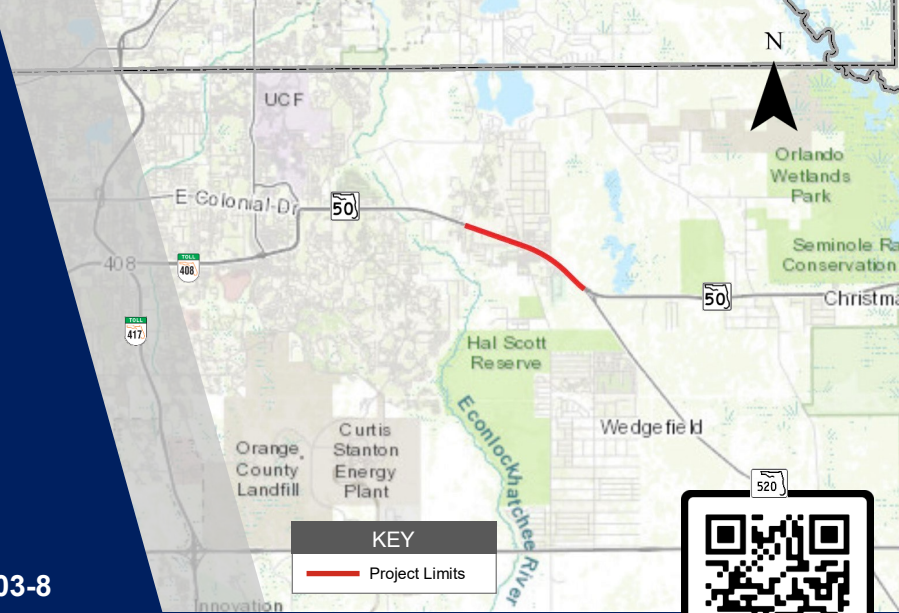 N
UCF
Orlando
Wetlands
Park
E Colonial Dr
50
Seminole Ra
Conservation
408
TOLL
408
50
Christma
TOLL
417
Hal Scott
Reserve
Econlockhatchee River
Wedgefield
Curtis
Stanton
Energy
Plant
Orange
County
Landfill
520
KEY
Project Limits
03-8
Innovation